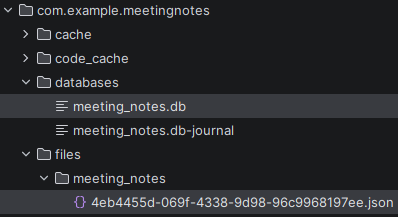 com.example.meetingnotes
cache
code_cache
databases
meeting_notes.db
meeting_notes.db-journal
files
meeting_notes
{} 4eb4455d-069f-4338-9d98-96c9968197ee.json